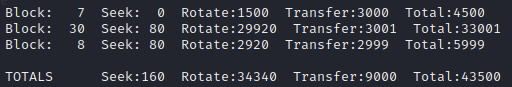 Block:   7  Seek:  0  Rotate:1500  Transfer:3000  Total:4500
Block:  30  Seek: 80  Rotate:29920  Transfer:3001  Total:33001
Block:   8  Seek: 80  Rotate:2920  Transfer:2999  Total:5999
TOTALS      Seek:160  Rotate:34340  Transfer:9000  Total:43500